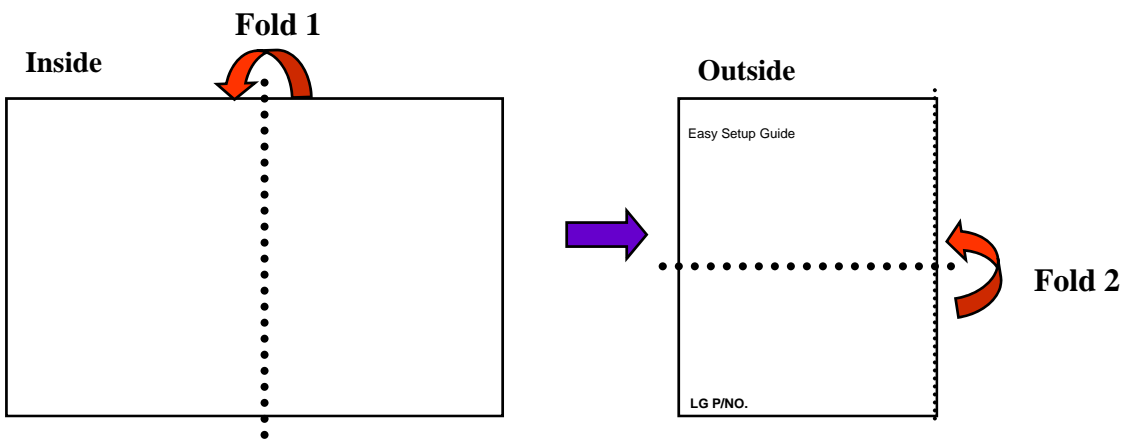 Fold 1
Inside
Outside
Easy Setup Guide
Fold 2
LG P/NO.